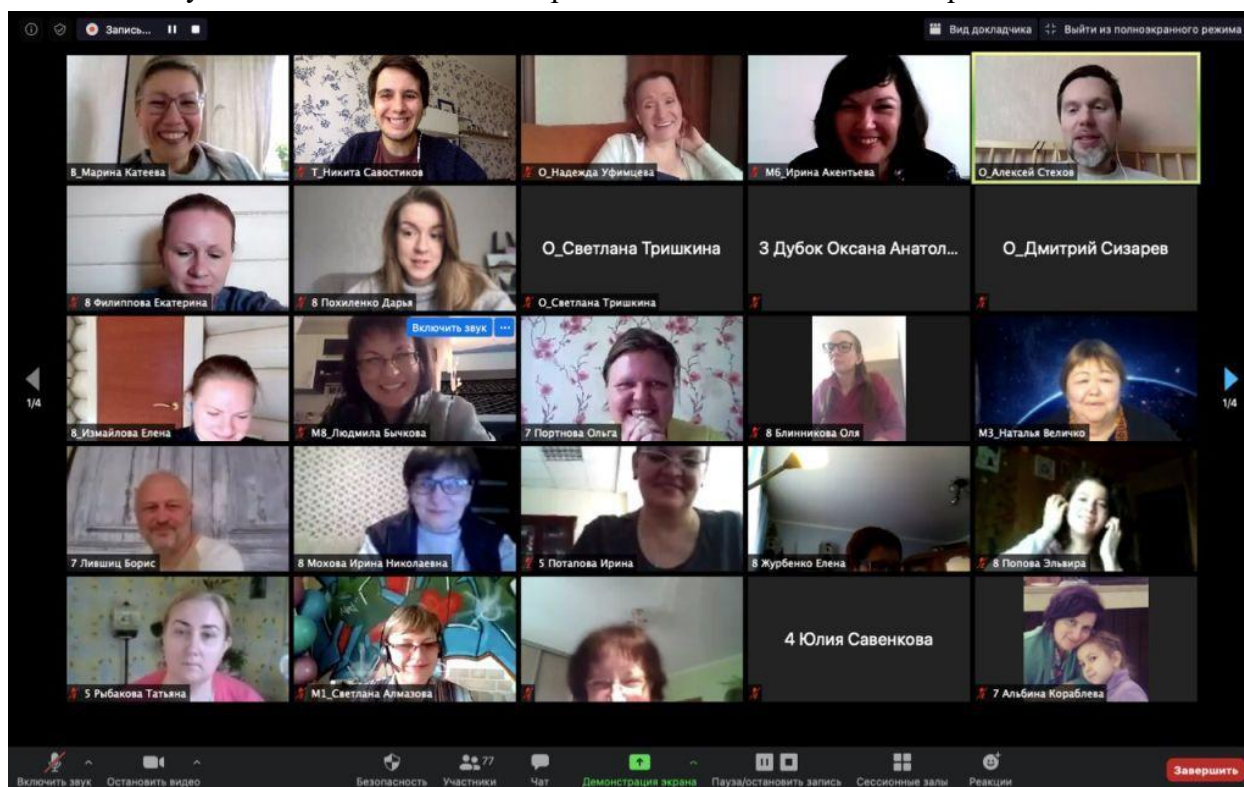 Запись...
Вид докладчика
Выйти из полноэкранного режима
В_Марина Катеева
Т_Никита Савостиков
О_Надежда Уфимцева
М6_Ирина Акентьева
О_Алексей Стехов
8 Филиппова Екатерина
8 Похиленко Дарья
О_Светлана Тришкина
О_Светлана Тришкина
3 Дубок Оксана Анатол...
О_Дмитрий Сизарев
Включить звук
1/4
8_Измайлова Елена
М8_Людмила Бычкова
7 Портнова Ольга
8 Блинникова Оля
М3_Наталья Величко
1/4
7 Лившиц Борис
8 Мохова Ирина Николаевна
5 Потапова Ирина
8 Журбенко Елена
8 Попова Эльвира
4 Юлия Савенкова
5 Рыбакова Татьяна
М1_Светлана Алмазова
7 Альбина Кораблева
77
Включить звук
Остановить видео
Безопасность
Участники
Чат
Демонстрация экрана
Пауза/остановить запись
Сессионные залы
Реакции
Завершить